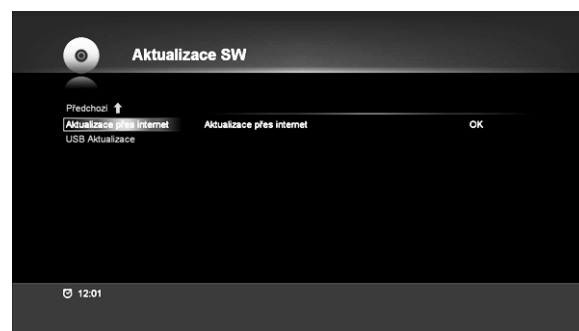 Aktualizace SW
Předchozí ⬆
Aktualizace přes internet Aktualizace přes internet OK
USB Aktualizace
12:01